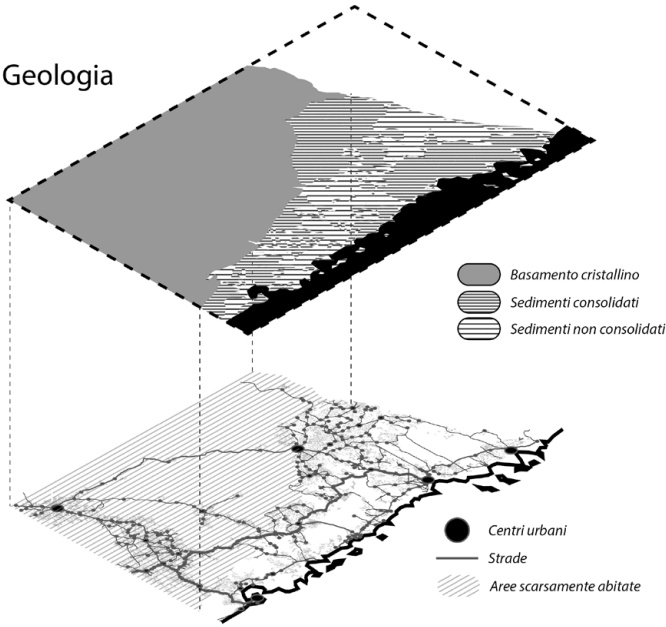 Geologia
Basamento cristallino
Sedimenti consolidati
Sedimenti non consolidati
Centri urbani
Strade
Aree scarsamente abitate